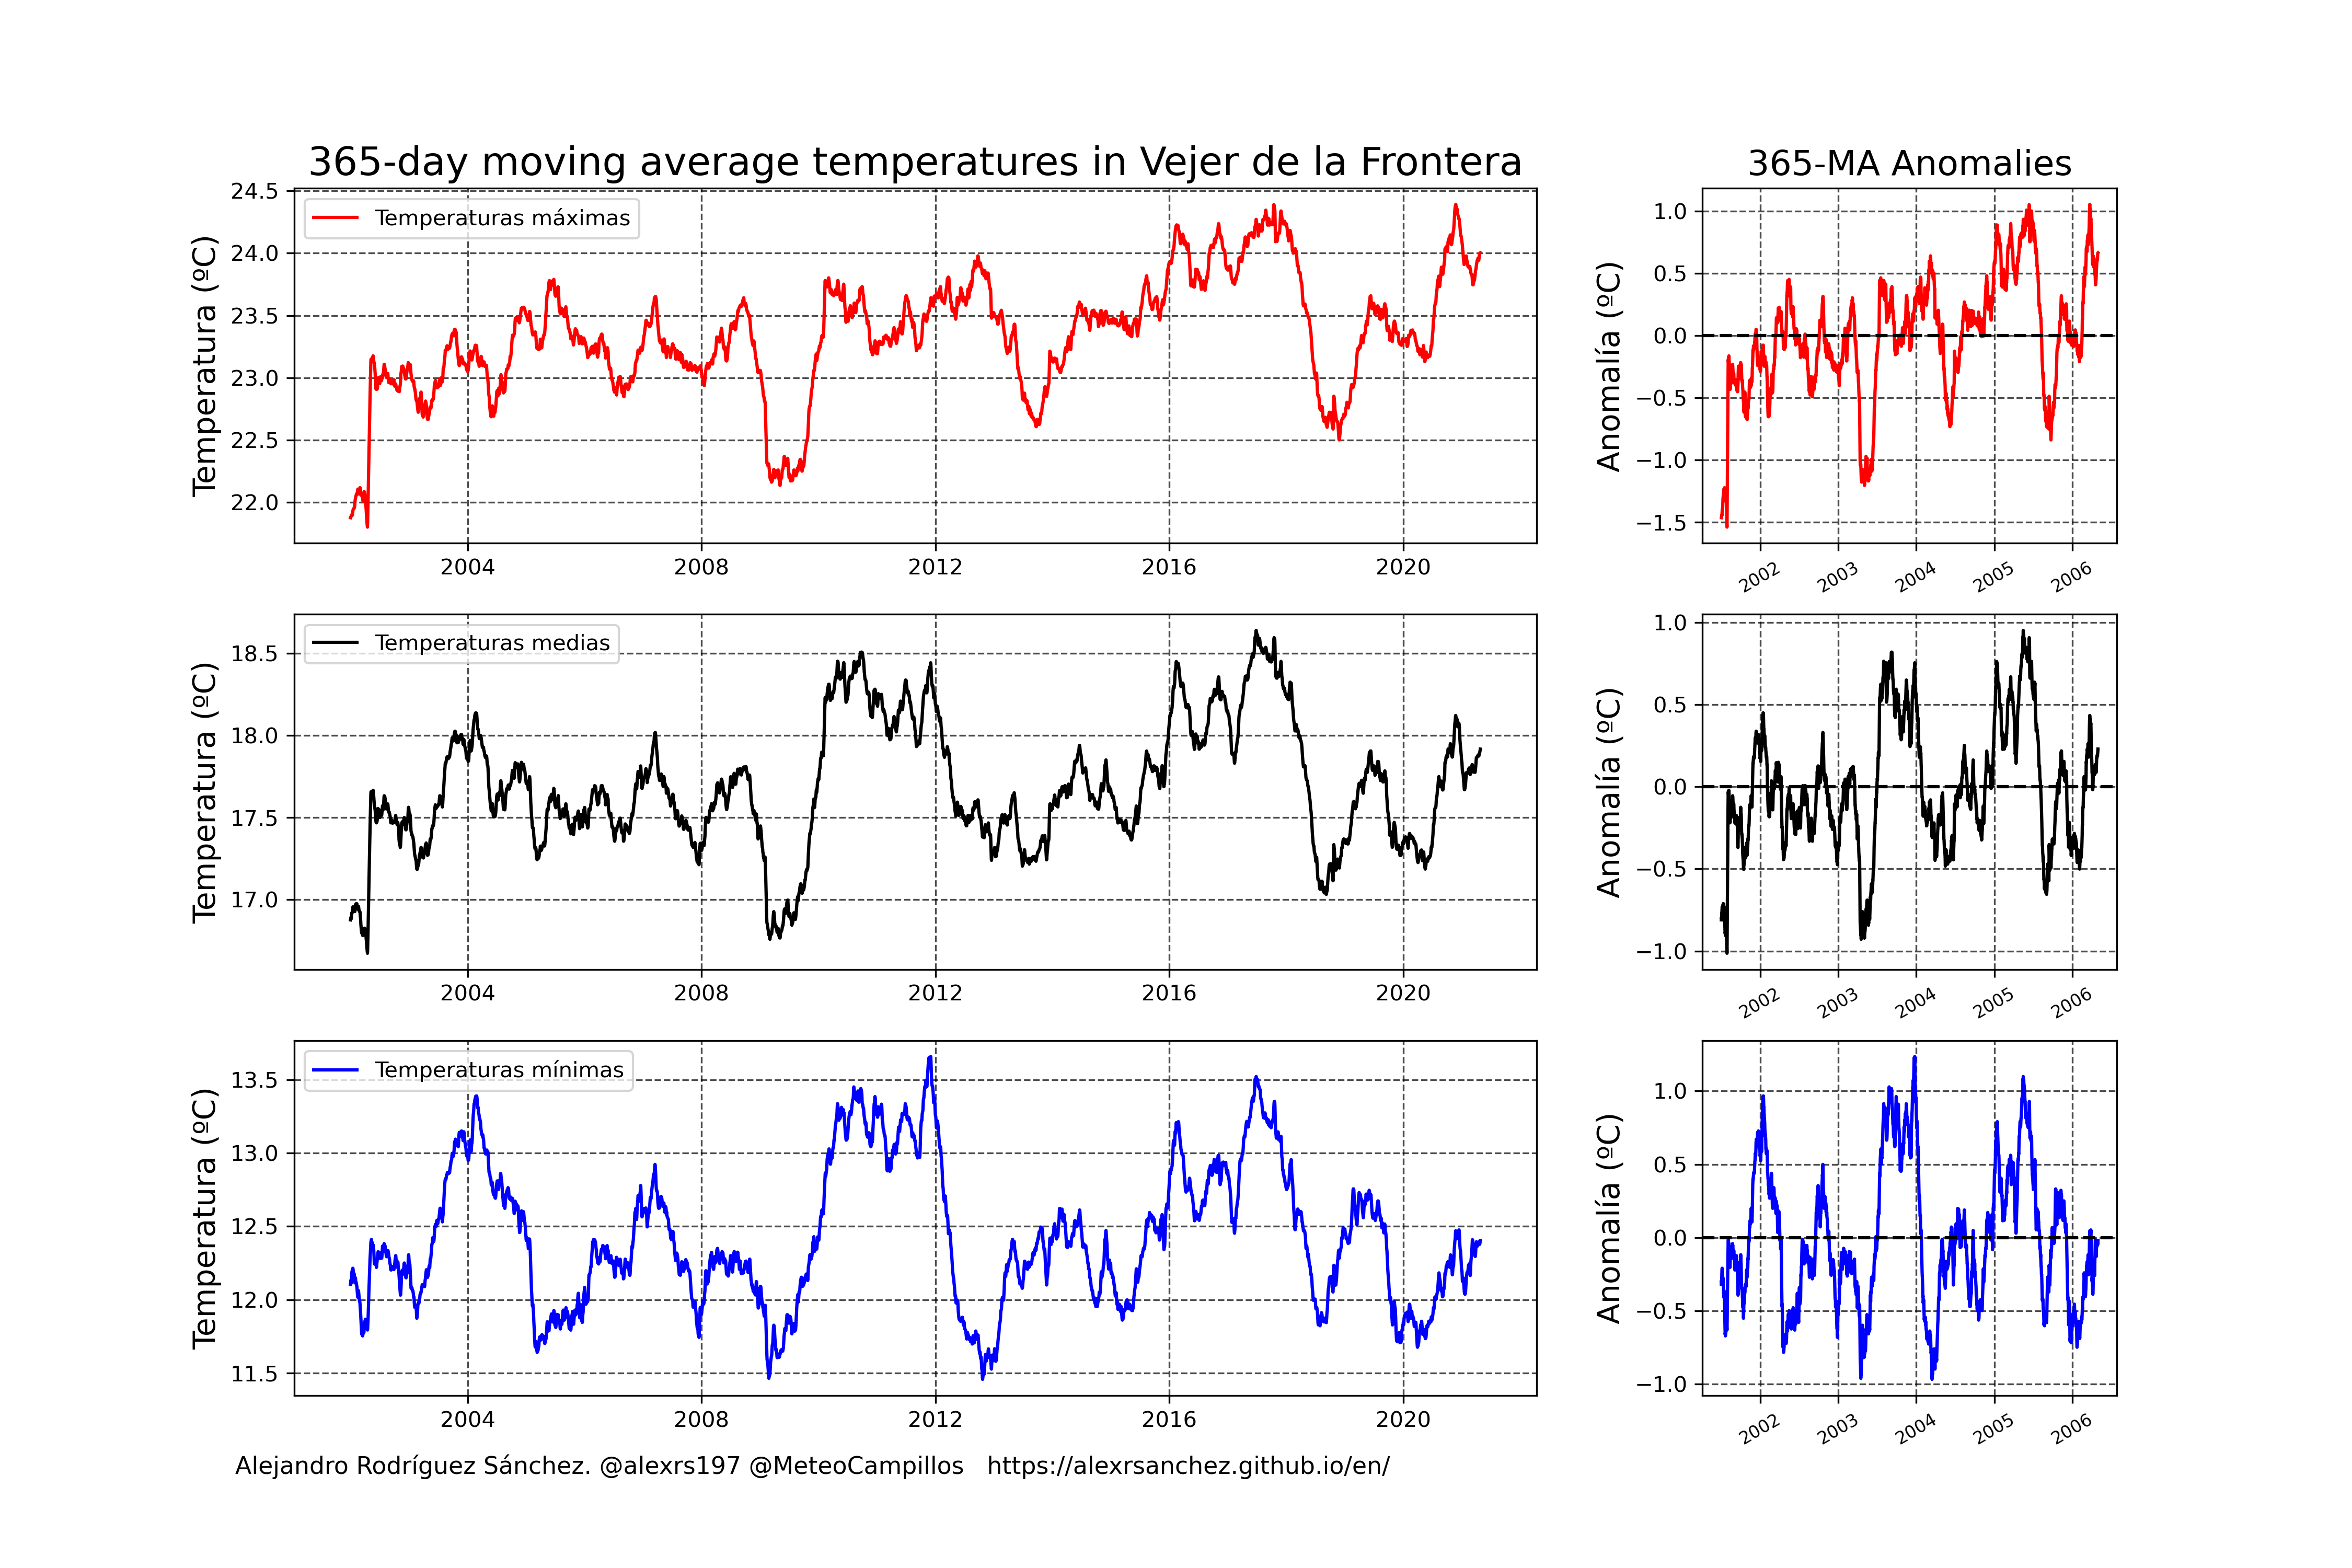 365-day moving average temperatures in Vejer de la Frontera
365-MA Anomalies
Temperatura (ºC)
24.5
24.0
23.5
23.0
22.5
22.0
Temperaturas máximas
2004 2008 2012 2016 2020
Anomalía (ºC)
1.0
0.5
0.0
−0.5
−1.0
−1.5
2002 2003 2004 2005 2006
Temperatura (ºC)
18.5
18.0
17.5
17.0
Temperaturas medias
2004 2008 2012 2016 2020
Anomalía (ºC)
1.0
0.5
0.0
−0.5
−1.0
2002 2003 2004 2005 2006
Temperatura (ºC)
13.5
13.0
12.5
12.0
11.5
Temperaturas mínimas
2004 2008 2012 2016 2020
Anomalía (ºC)
1.0
0.5
0.0
−0.5
−1.0
2002 2003 2004 2005 2006
Alejandro Rodríguez Sánchez. @alexrs197 @MeteoCampillos https://alexrsanchez.github.io/en/